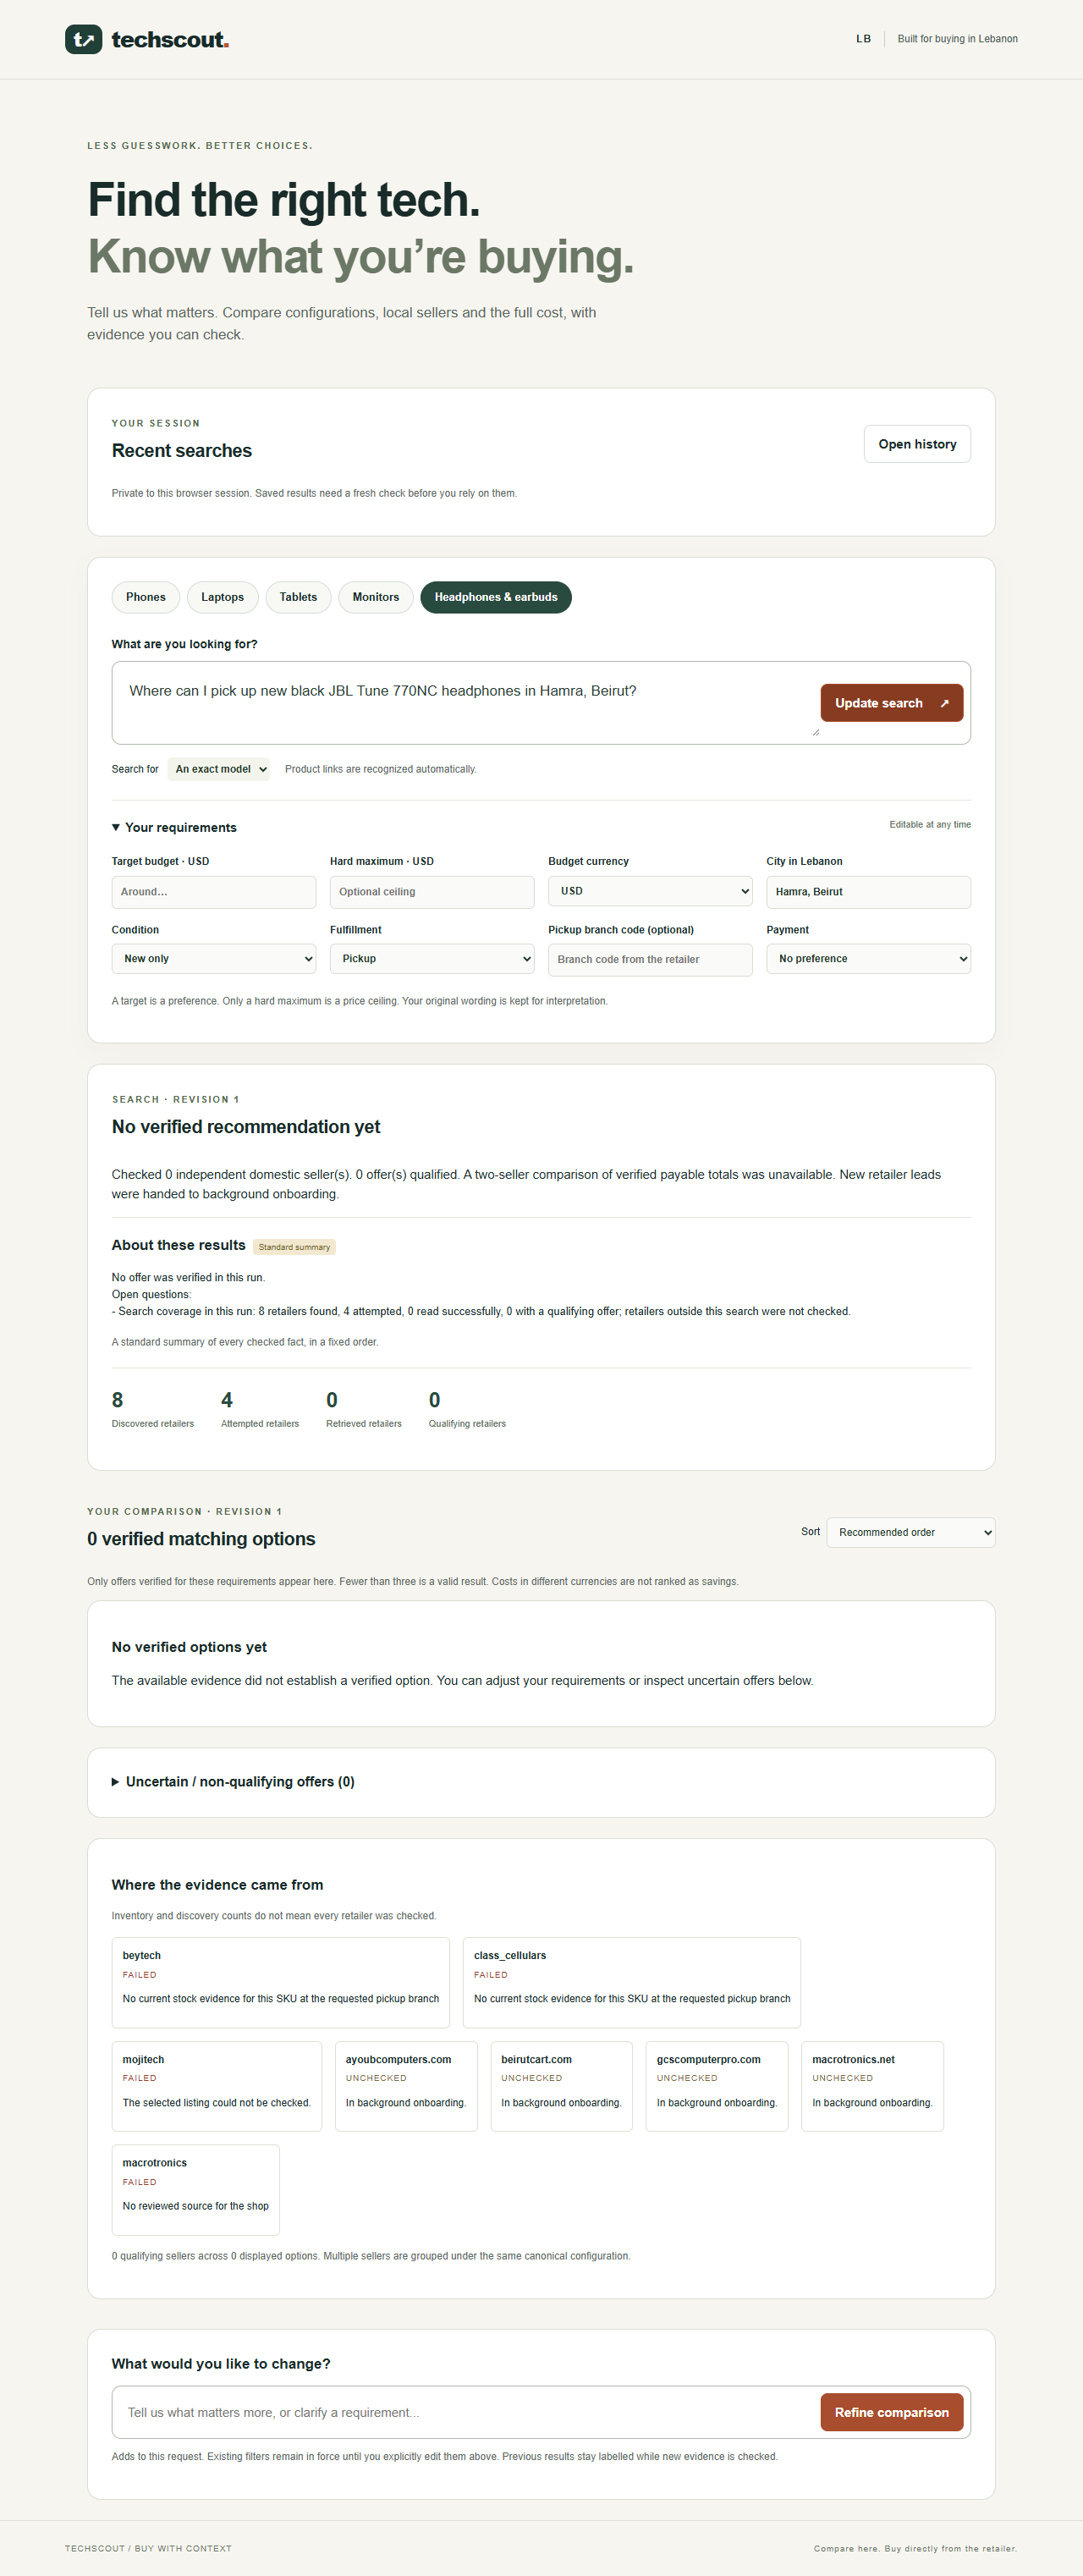 t↗ techscout.
LB
Built for buying in Lebanon
LESS GUESSWORK. BETTER CHOICES.
Find the right tech.
Know what you’re buying.
Tell us what matters. Compare configurations, local sellers and the full cost, with
evidence you can check.
YOUR SESSION
Recent searches
Open history
Private to this browser session. Saved results need a fresh check before you rely on them.
Phones
Laptops
Tablets
Monitors
Headphones & earbuds
What are you looking for?
Where can I pick up new black JBL Tune 770NC headphones in Hamra, Beirut?
Update search ↗
Search for
An exact model
Product links are recognized automatically.
▼ Your requirements
Editable at any time
Target budget · USD
Hard maximum · USD
Budget currency
City in Lebanon
Around...
Optional ceiling
USD
Hamra, Beirut
Condition
Fulfillment
Pickup branch code (optional)
Payment
New only
Pickup
Branch code from the retailer
No preference
A target is a preference. Only a hard maximum is a price ceiling. Your original wording is kept for interpretation.
SEARCH · REVISION 1
No verified recommendation yet
Checked 0 independent domestic seller(s). 0 offer(s) qualified. A two-seller comparison of verified payable totals was unavailable. New retailer leads
were handed to background onboarding.
About these results
Standard summary
No offer was verified in this run.
Open questions:
- Search coverage in this run: 8 retailers found, 4 attempted, 0 read successfully, 0 with a qualifying offer; retailers outside this search were not checked.
A standard summary of every checked fact, in a fixed order.
8
4
0
0
Discovered retailers
Attempted retailers
Retrieved retailers
Qualifying retailers
YOUR COMPARISON · REVISION 1
0 verified matching options
Sort
Recommended order
Only offers verified for these requirements appear here. Fewer than three is a valid result. Costs in different currencies are not ranked as savings.
No verified options yet
The available evidence did not establish a verified option. You can adjust your requirements or inspect uncertain offers below.
▶ Uncertain / non-qualifying offers (0)
Where the evidence came from
Inventory and discovery counts do not mean every retailer was checked.
beytech
FAILED
No current stock evidence for this SKU at the requested pickup branch
class_cellulars
FAILED
No current stock evidence for this SKU at the requested pickup branch
mojitech
FAILED
The selected listing could not be checked.
ayoubcomputers.com
UNCHECKED
In background onboarding.
beirutcart.com
UNCHECKED
In background onboarding.
gcscomputerpro.com
UNCHECKED
In background onboarding.
macrotronics.net
UNCHECKED
In background onboarding.
macrotronics
FAILED
No reviewed source for the shop
0 qualifying sellers across 0 displayed options. Multiple sellers are grouped under the same canonical configuration.
What would you like to change?
Tell us what matters more, or clarify a requirement...
Refine comparison
Adds to this request. Existing filters remain in force until you explicitly edit them above. Previous results stay labelled while new evidence is checked.
TECHSCOUT / BUY WITH CONTEXT
Compare here. Buy directly from the retailer.